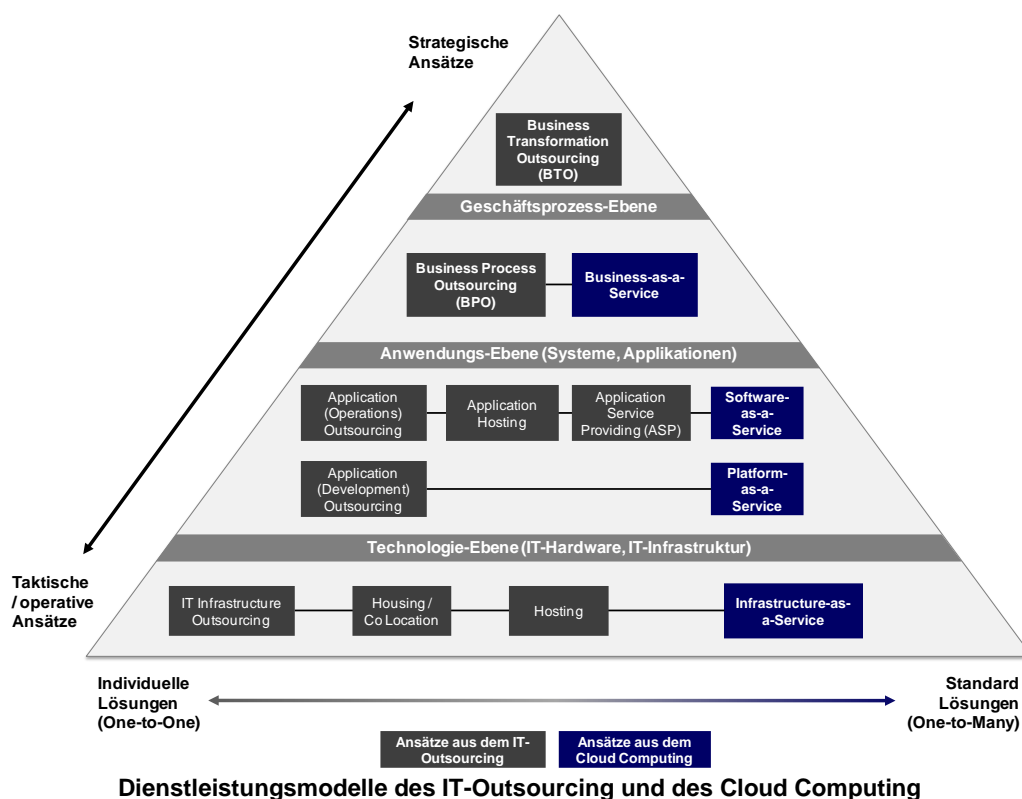 Strategische
Ansätze
Business
Transformation
Outsourcing
(BTO)
Geschäftsprozess-Ebene
Business Process
Outsourcing
(BPO)
Business-as-a-
Service
Anwendungs-Ebene (Systeme, Applikationen)
Application
(Operations)
Outsourcing
Application
Hosting
Application
Service
Providing (ASP)
Software-
as-a-
Service
Application
(Development)
Outsourcing
Platform-
as-a-
Service
Technologie-Ebene (IT-Hardware, IT-Infrastruktur)
Taktische
/ operative
Ansätze
IT Infrastructure
Outsourcing
Housing /
Co Location
Hosting
Infrastructure-as-
a-Service
Individuelle
Lösungen
(One-to-One)
Standard
Lösungen
(One-to-Many)
Ansätze aus dem IT-
Outsourcing
Ansätze aus dem
Cloud Computing
Dienstleistungsmodelle des IT-Outsourcing und des Cloud Computing